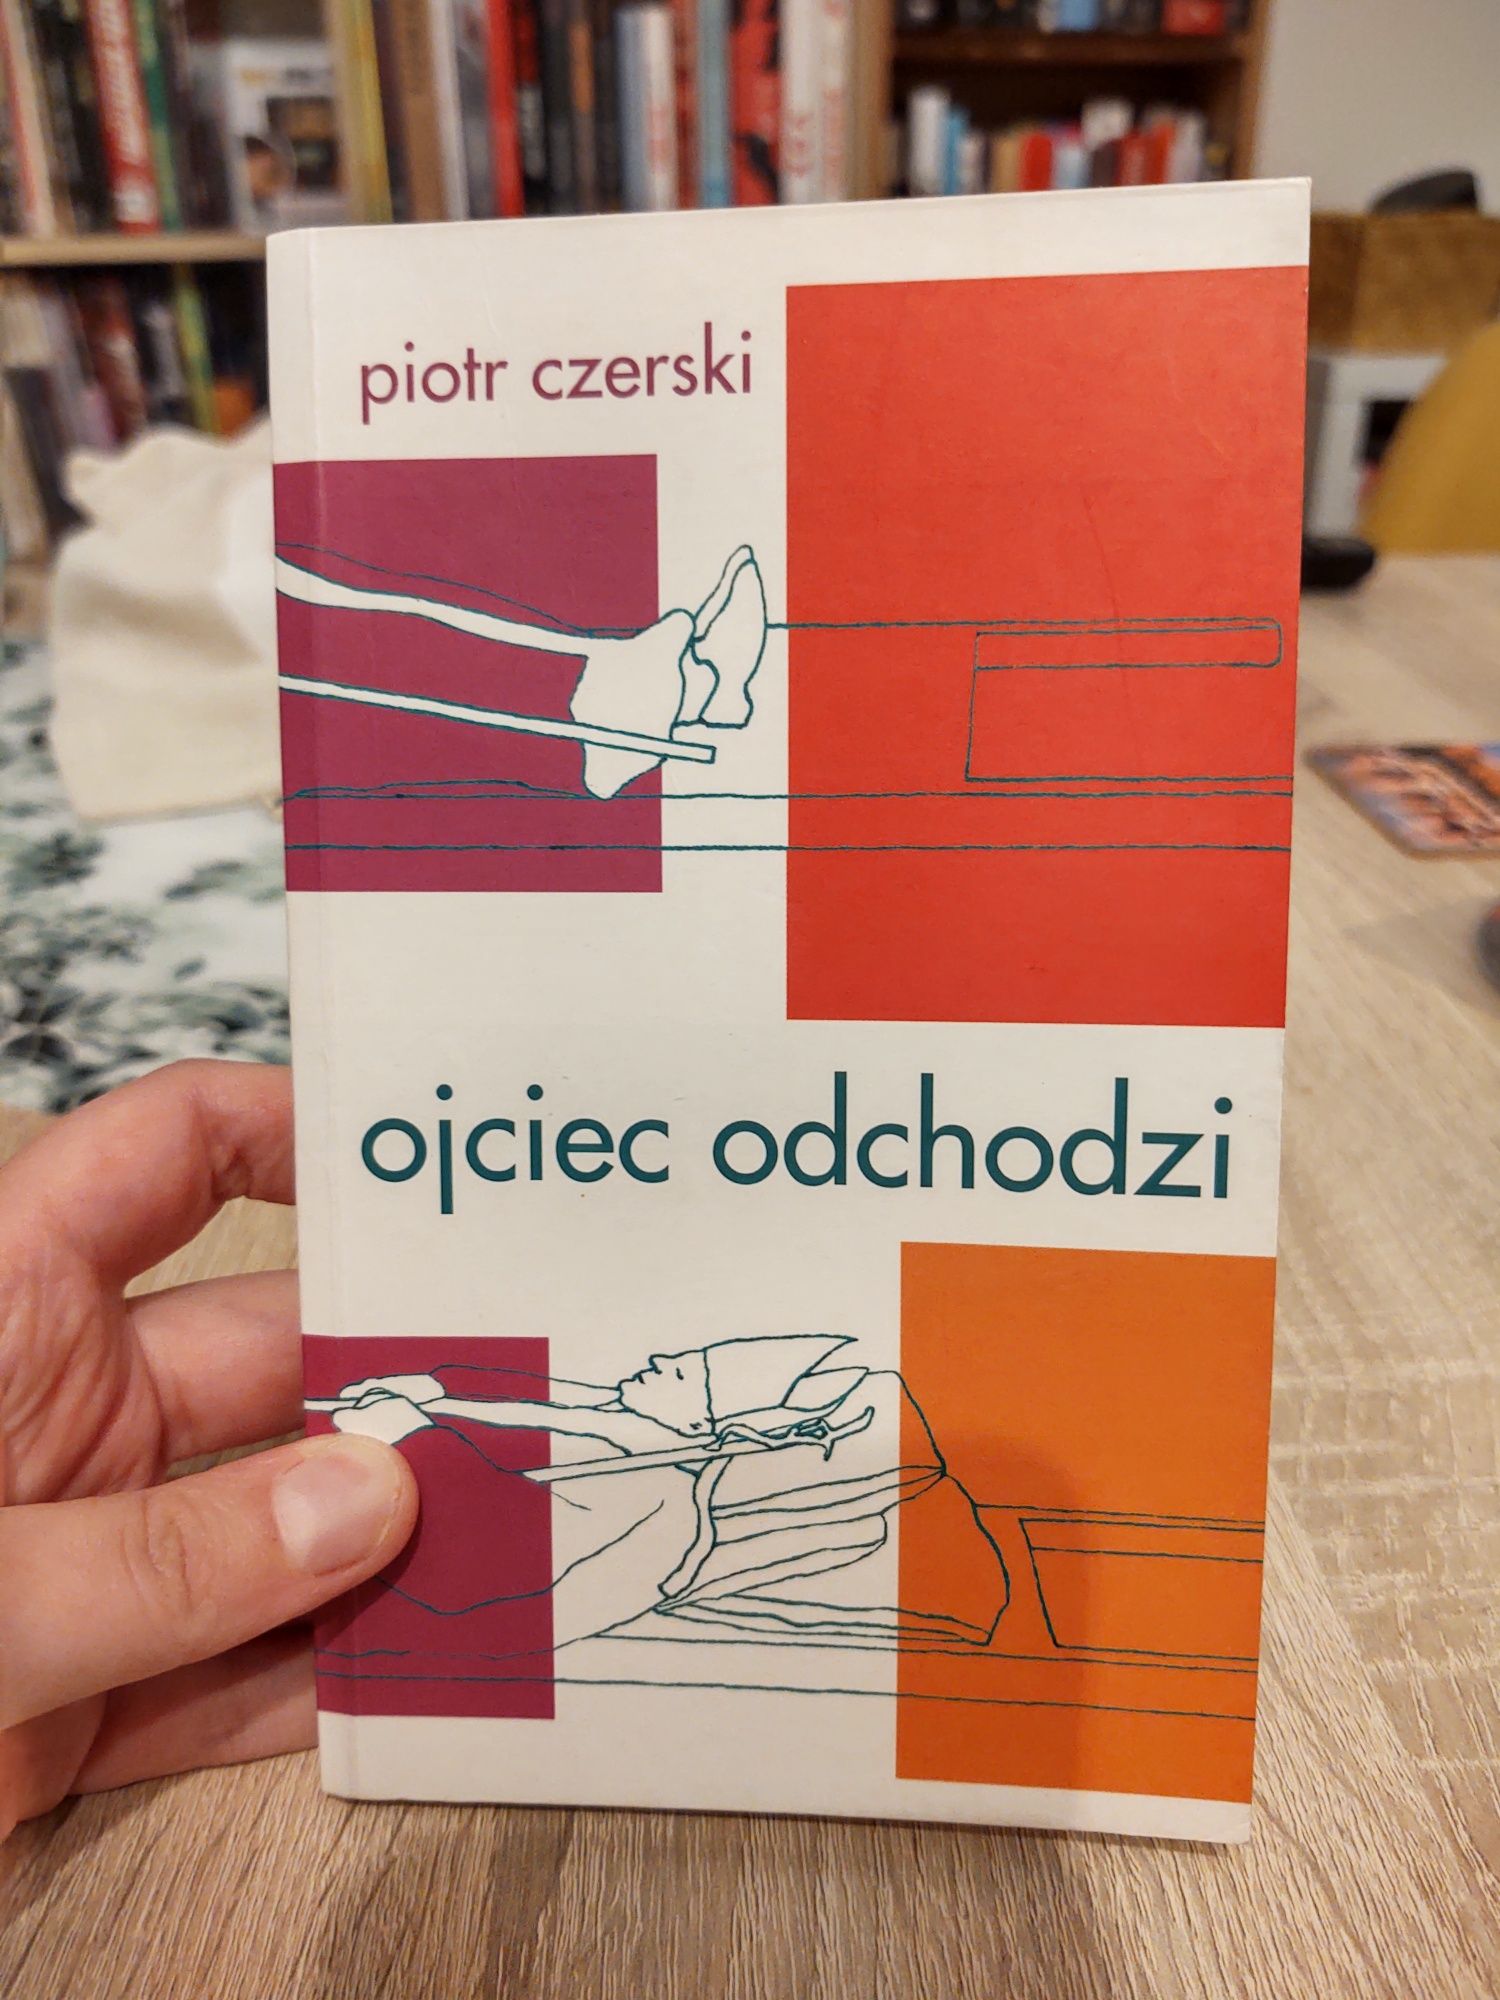 piotr czerski
ojciec odchodzi